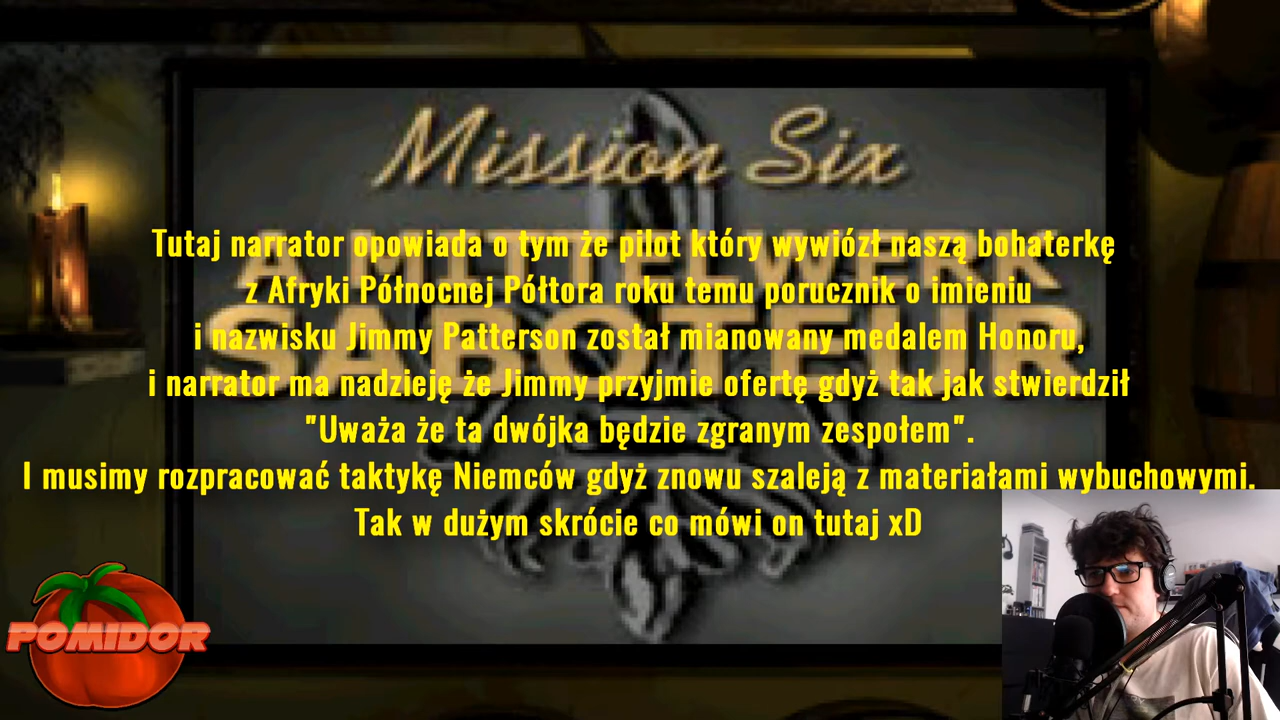 Mission Six
A MITTELWERK
SABOTEUR
Tutaj narrator opowiada o tym że pilot który wywiózł naszą bohaterkę
z Afryki Północnej Półtora roku temu porucznik o imieniu
i nazwisku Jimmy Patterson został mianowany medalem Honoru,
i narrator ma nadzieję że Jimmy przyjmie ofertę gdyż tak jak stwierdził
"Uważa że ta dwójka będzie zgranym zespołem".
I musimy rozpracować taktykę Niemców gdyż znowu szaleją z materiałami wybuchowymi.
Tak w dużym skrócie co mówi on tutaj xD
POMIDOR